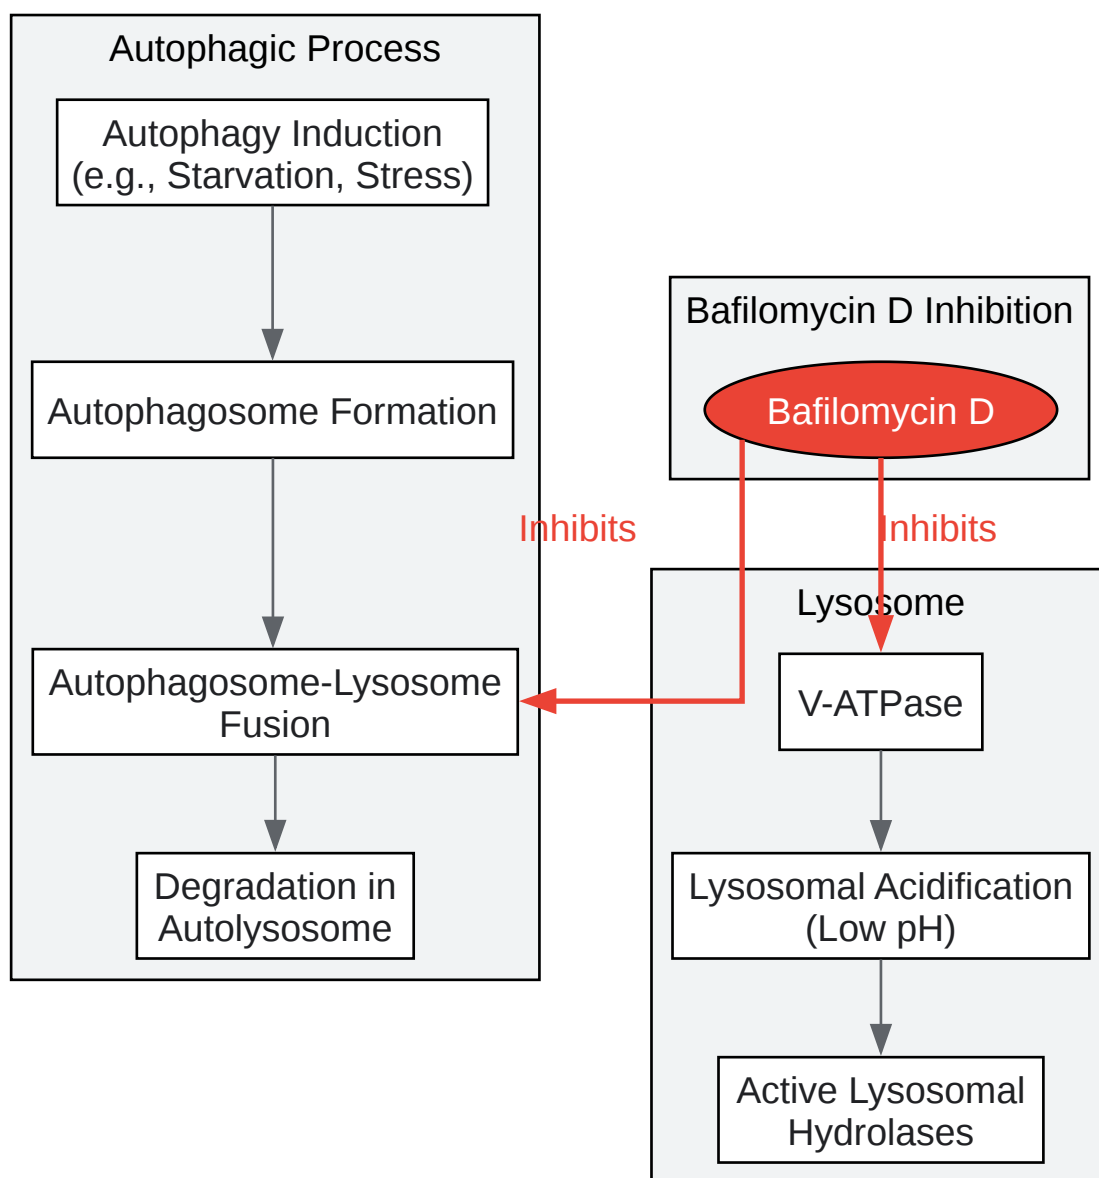 Autophagic Process
Autophagy Induction
(e.g., Starvation, Stress)
Autophagosome Formation
Autophagosome-Lysosome
Fusion
Degradation in
Autolysosome
Bafilomycin D Inhibition
Bafilomycin D
Inhibits
Inhibits
Lysosome
V-ATPase
Lysosomal Acidification
(Low pH)
Active Lysosomal
Hydrolases